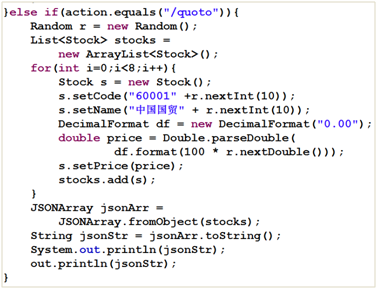 }else if(action.equals("/quoto")){
Random r = new Random();
List<Stock> stocks =
new ArrayList<Stock>();
for(int i=0;i<8;i++){
Stock s = new Stock();
s.setCode("60001" +r.nextInt(10));
s.setName("中国国贸" + r.nextInt(10));
DecimalFormat df = new DecimalFormat("0.00");
double price = Double.parseDouble(
df.format(100 * r.nextDouble()));
s.setPrice(price);
stocks.add(s);
}
JSONArray jsonArr =
JSONArray.fromObject(stocks);
String jsonStr = jsonArr.toString();
System.out.println(jsonStr);
out.println(jsonStr);
}